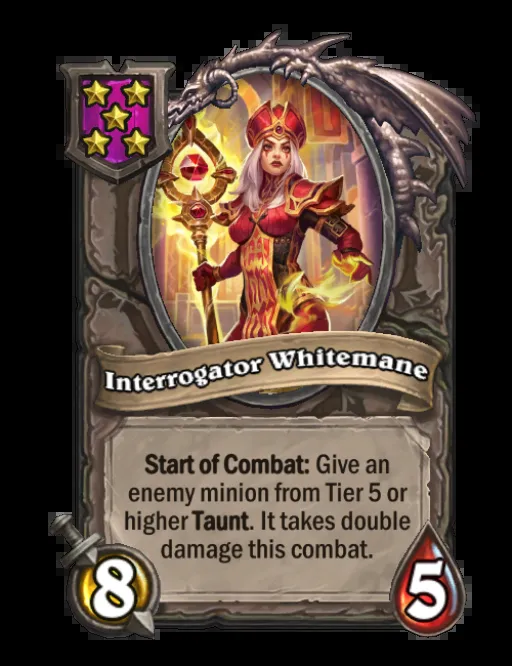 Interrogator Whitemane
Start of Combat: Give an
enemy minion from Tier 5 or
higher Taunt. It takes double
damage this combat.
8
5